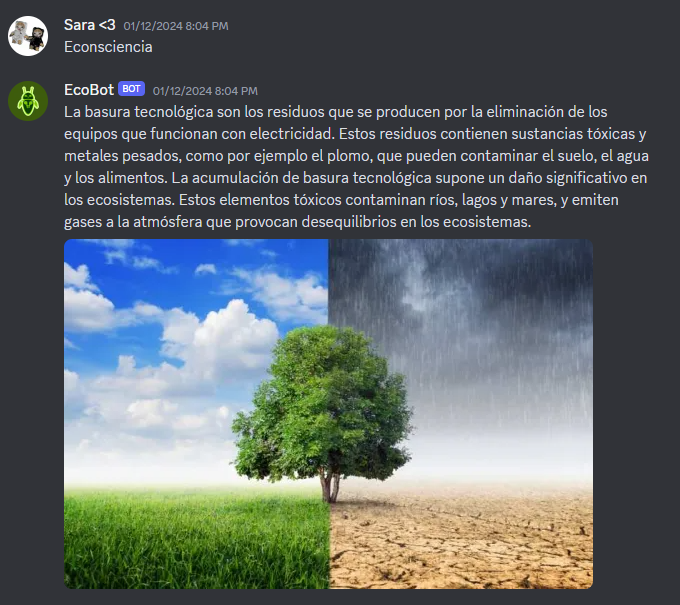 Sara <3 01/12/2024 8:04 PM
Econsciencia
EcoBot BOT 01/12/2024 8:04 PM
La basura tecnológica son los residuos que se producen por la eliminación de los
equipos que funcionan con electricidad. Estos residuos contienen sustancias tóxicas y
metales pesados, como por ejemplo el plomo, que pueden contaminar el suelo, el agua
y los alimentos. La acumulación de basura tecnológica supone un daño significativo en
los ecosistemas. Estos elementos tóxicos contaminan ríos, lagos y mares, y emiten
gases a la atmósfera que provocan desequilibrios en los ecosistemas.